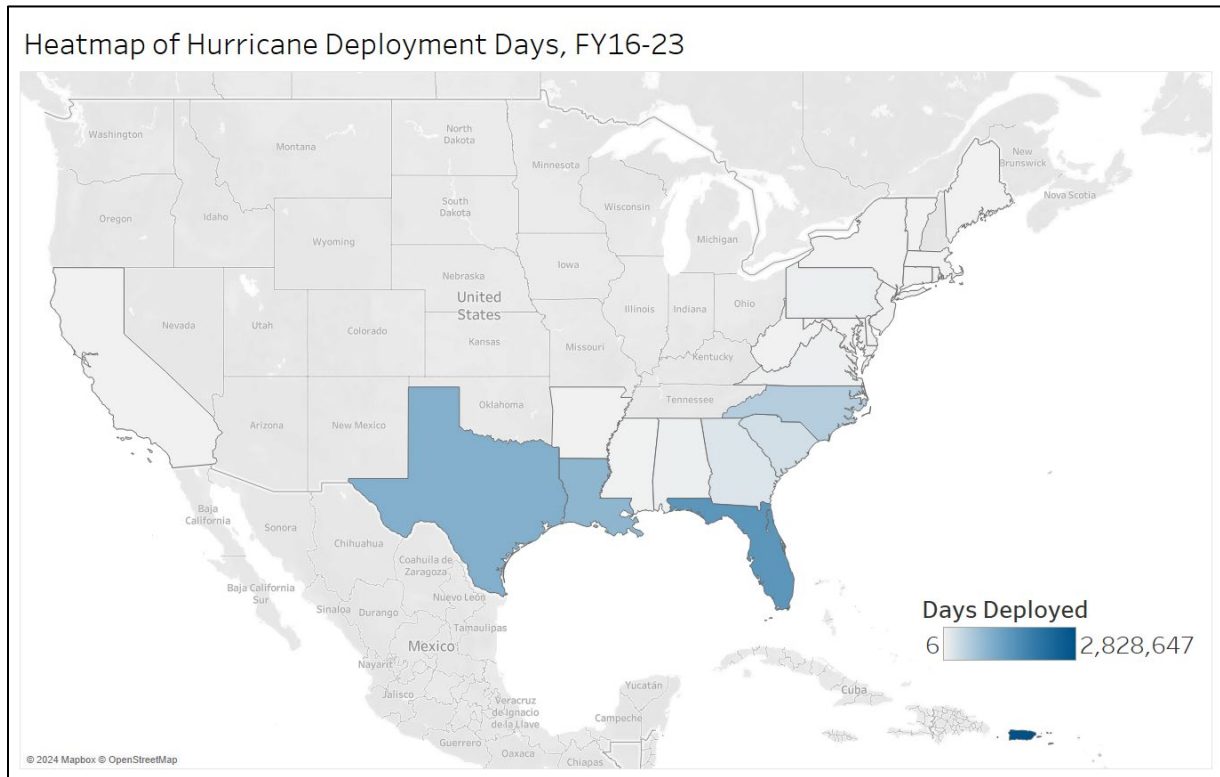 Heatmap of Hurricane Deployment Days, FY16-23
Washington
Montana
North
Dakota
Minnesota
New
Brunswick
Nova Scotia
Oregon
Idaho
South
Dakota
Wisconsin
Michigan
Wyoming
Nebraska
Iowa
United
States
Nevada
Utah
Colorado
Kansas
Illinois
Indiana
Ohio
Missouri
Kentucky
Tennessee
Arizona
New Mexico
Oklahoma
Baja
California
Sonora
Chihuahua
Coahuila de
Zaragoza
Baja California
Sur
Sinaloa
Durango
Nuevo León
Tamaulipas
Mexico
Nayarit
Jalisco
Veracruz
de Ignacio
de la Llave
Guerrero
Oaxaca
Yucatán
Campeche
Chiapas
Cuba
Days Deployed
6
2,828,647
© 2024 Mapbox © OpenStreetMap